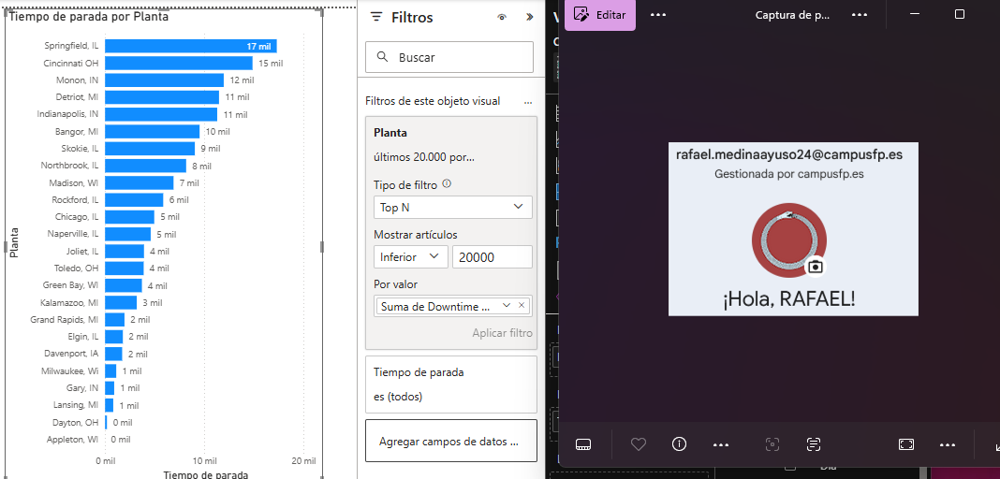 Tiempo de parada por Planta
Planta
Springfield, IL 17 mil
Cincinnati OH 15 mil
Monon, IN 12 mil
Detriot, MI 11 mil
Indianapolis, IN 11 mil
Bangor, MI 10 mil
Skokie, IL 9 mil
Northbrook, IL 8 mil
Madison, WI 7 mil
Rockford, IL 6 mil
Chicago, IL 5 mil
Naperville, IL 5 mil
Joliet, IL 4 mil
Toledo, OH 4 mil
Green Bay, WI 4 mil
Kalamazoo, MI 3 mil
Grand Rapids, MI 2 mil
Elgin, IL 2 mil
Davenport, IA 2 mil
Milwaukee, Wi 1 mil
Gary, IN 1 mil
Lansing, MI 1 mil
Dayton, OH 0 mil
Appleton, WI 0 mil
0 mil 10 mil 20 mil
Tiempo de parada
Filtros
Buscar
Filtros de este objeto visual ...
Planta
últimos 20.000 por...
Tipo de filtro
Top N
Mostrar artículos
Inferior 20000
Por valor
Suma de Downtime ...
Aplicar filtro
Tiempo de parada
es (todos)
Agregar campos de datos ...
Editar
Captura de p...
rafael.medinaayuso24@campusfp.es
Gestionada por campusfp.es
¡Hola, RAFAEL!